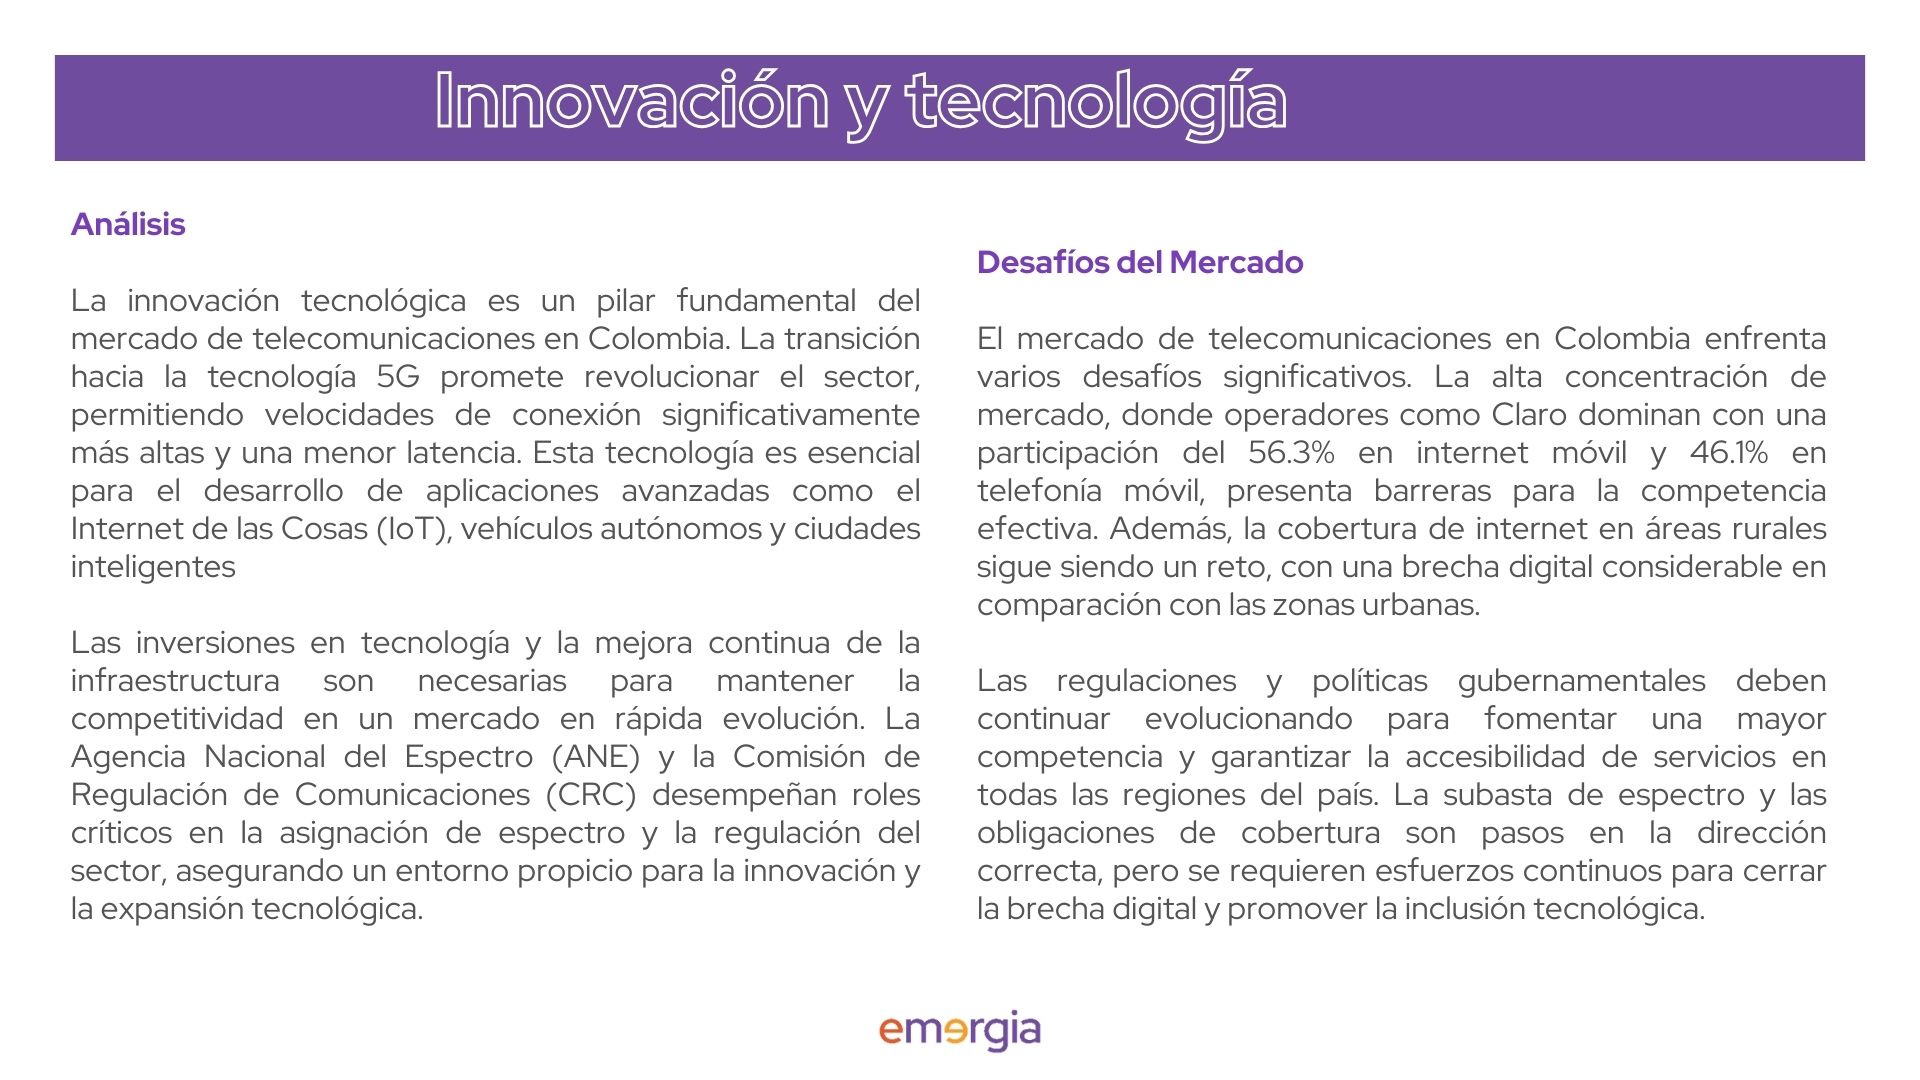 Innovación y tecnología
Análisis
La innovación tecnológica es un pilar fundamental del
mercado de telecomunicaciones en Colombia. La transición
hacia la tecnología 5G promete revolucionar el sector,
permitiendo velocidades de conexión significativamente
más altas y una menor latencia. Esta tecnología es esencial
para el desarrollo de aplicaciones avanzadas como el
Internet de las Cosas (IoT), vehículos autónomos y ciudades
inteligentes
Las inversiones en tecnología y la mejora continua de la
infraestructura son necesarias para mantener la
competitividad en un mercado en rápida evolución. La
Agencia Nacional del Espectro (ANE) y la Comisión de
Regulación de Comunicaciones (CRC) desempeñan roles
críticos en la asignación de espectro y la regulación del
sector, asegurando un entorno propicio para la innovación y
la expansión tecnológica.
Desafíos del Mercado
El mercado de telecomunicaciones en Colombia enfrenta
varios desafíos significativos. La alta concentración de
mercado, donde operadores como Claro dominan con una
participación del 56.3% en internet móvil y 46.1% en
telefonía móvil, presenta barreras para la competencia
efectiva. Además, la cobertura de internet en áreas rurales
sigue siendo un reto, con una brecha digital considerable en
comparación con las zonas urbanas.
Las regulaciones y políticas gubernamentales deben
continuar evolucionando para fomentar una mayor
competencia y garantizar la accesibilidad de servicios en
todas las regiones del país. La subasta de espectro y las
obligaciones de cobertura son pasos en la dirección
correcta, pero se requieren esfuerzos continuos para cerrar
la brecha digital y promover la inclusión tecnológica.
emergia